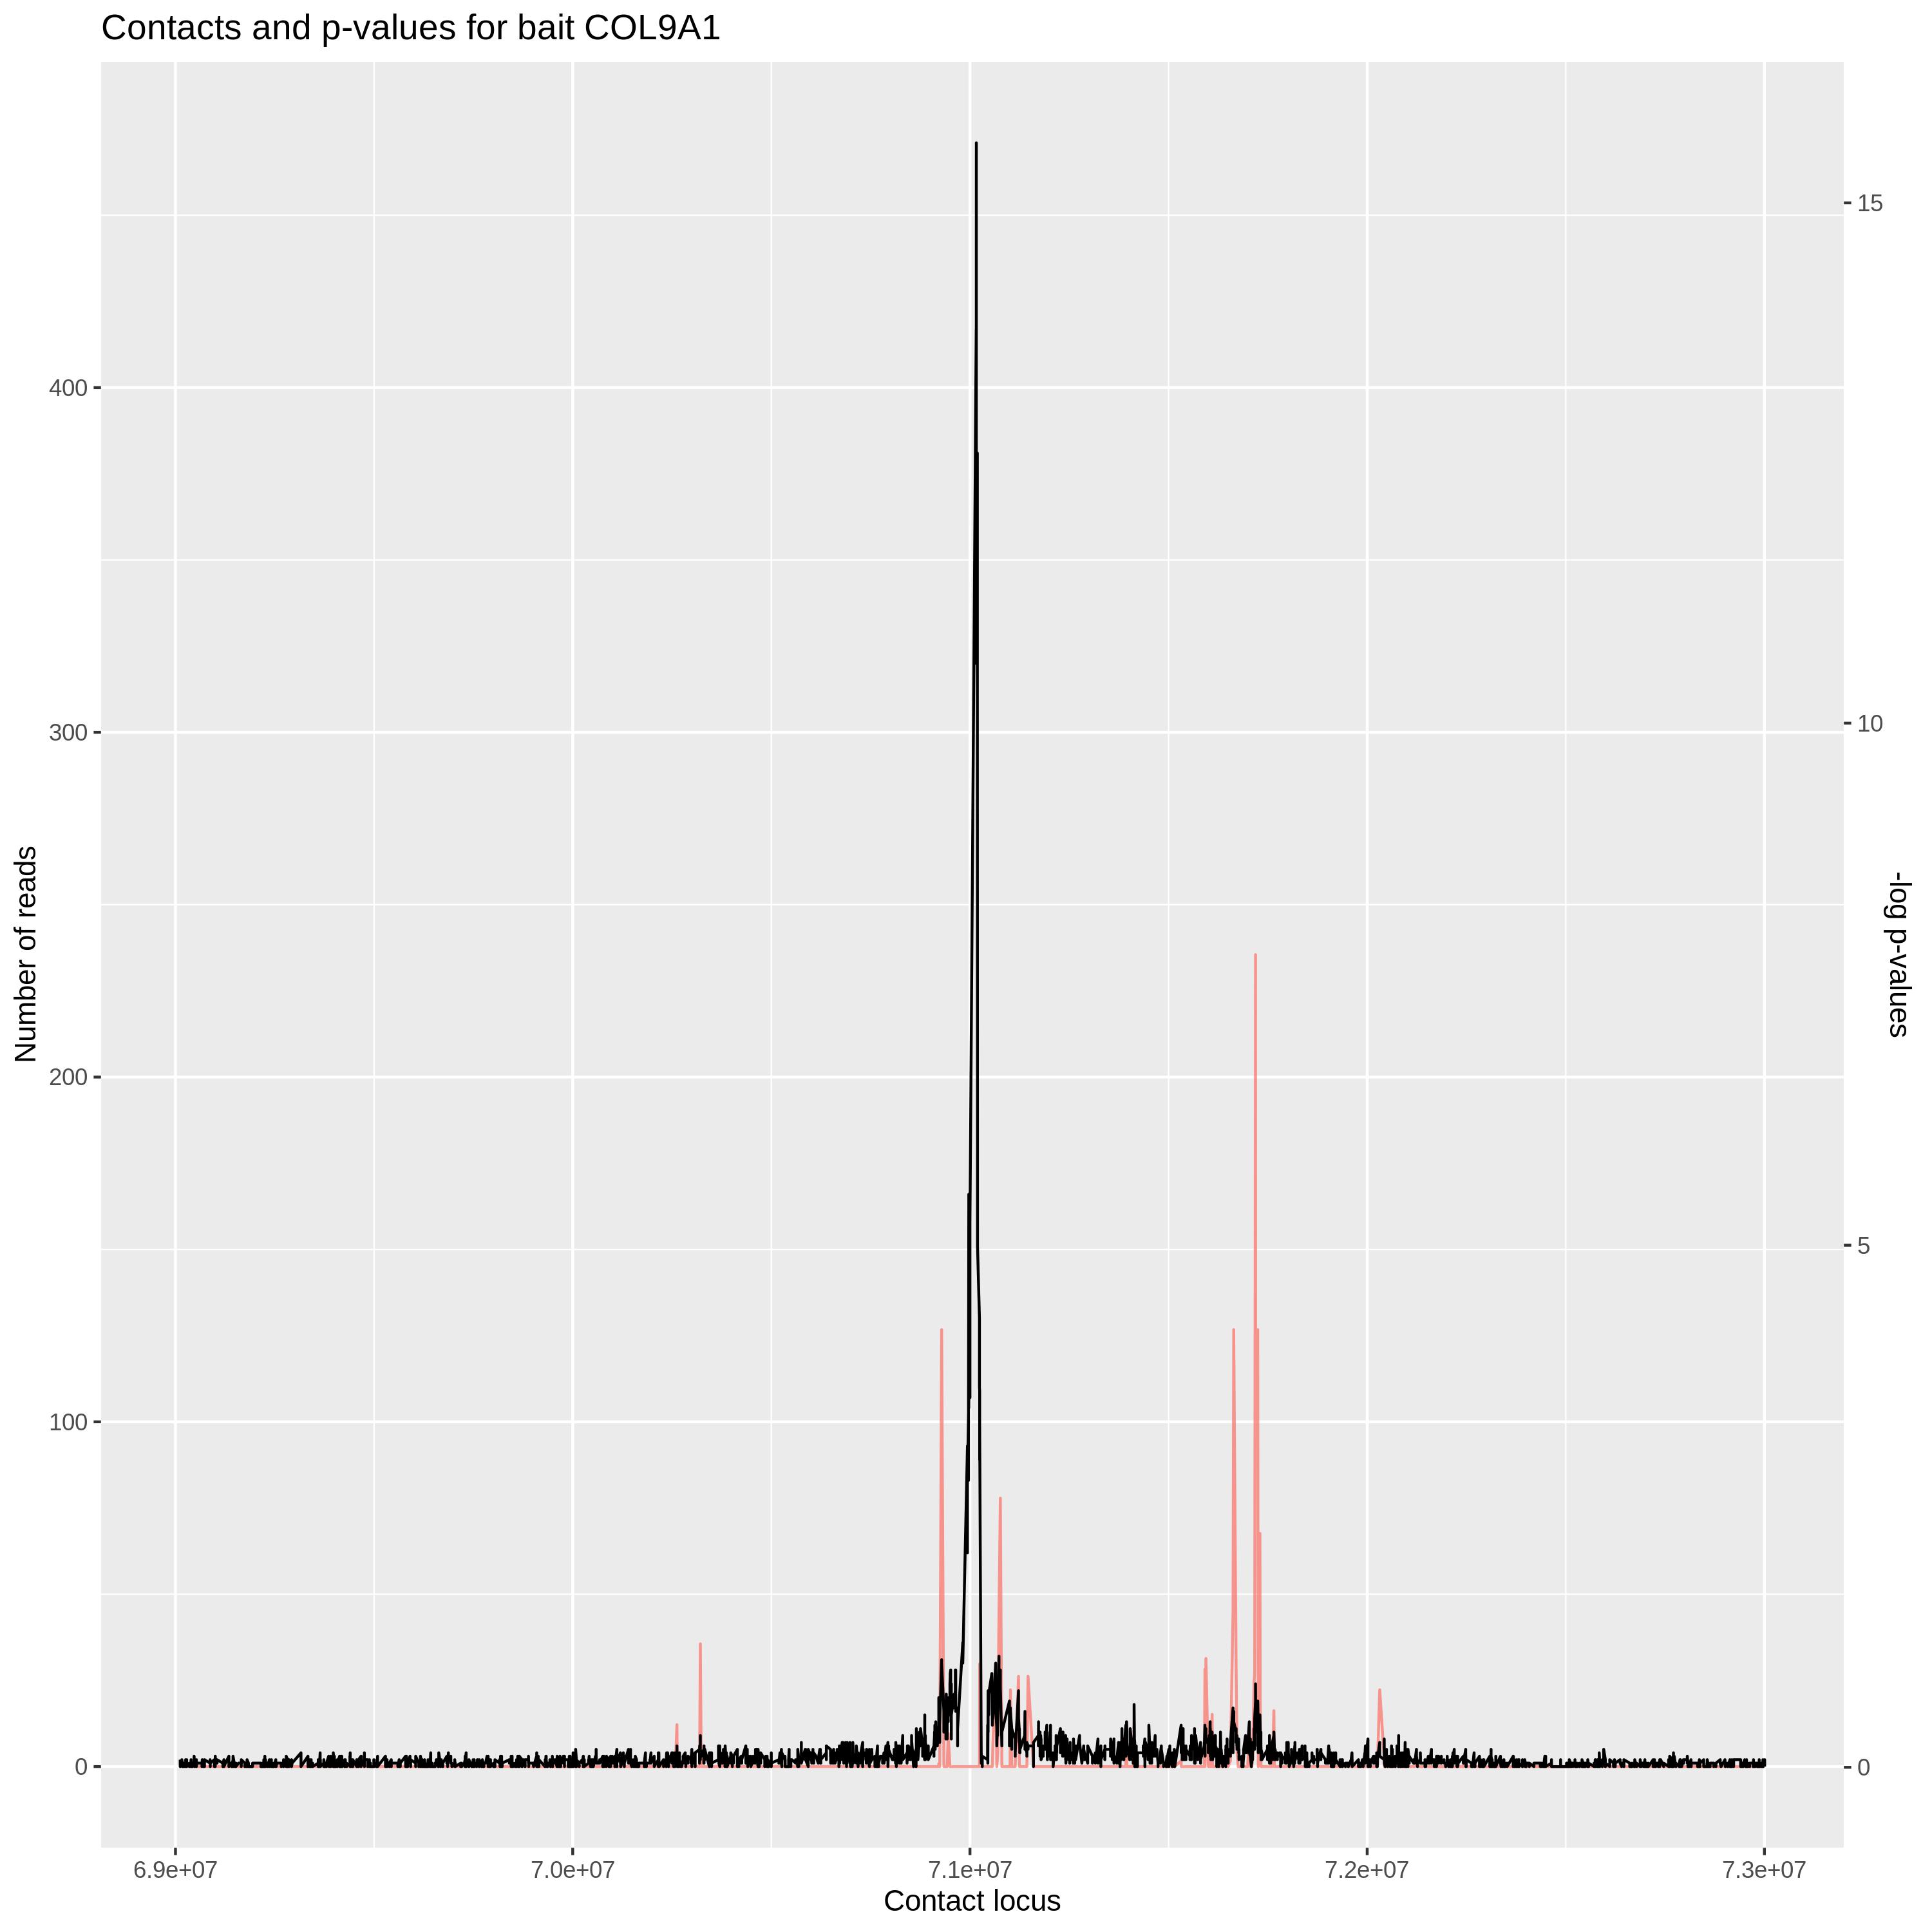 Contacts and p-values for bait COL9A1
Number of reads
400
300
200
100
0
15
10
5
0
-log p-values
6.9e+07 7.0e+07 7.1e+07 7.2e+07 7.3e+07
Contact locus